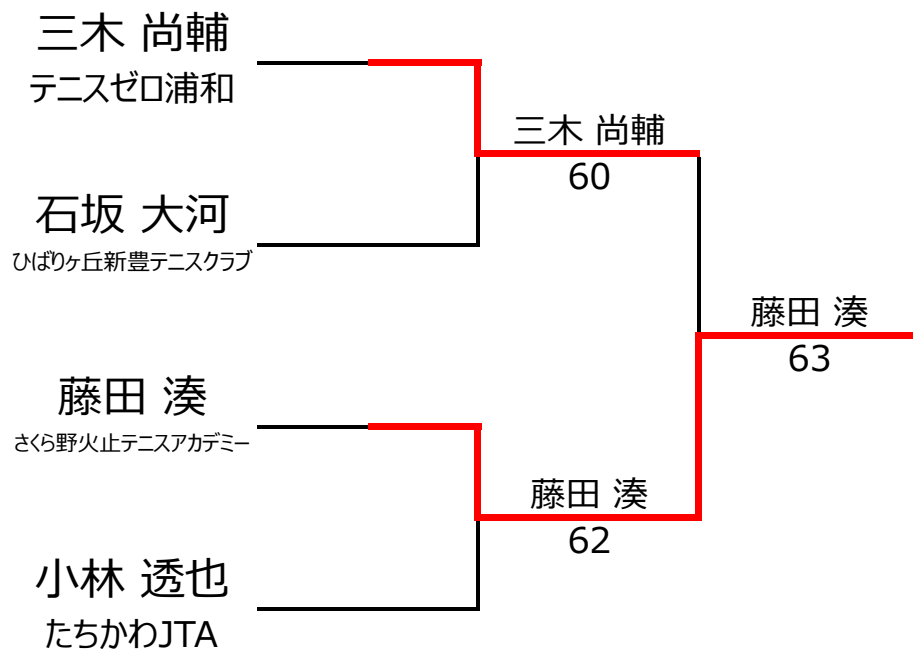 三木 尚輔
テニスゼロ浦和
三木 尚輔
60
石坂 大河
ひばりヶ丘新豊テニスクラブ
藤田 湊
63
藤田 湊
さくら野火止テニスアカデミー
藤田 湊
62
小林 透也
たちかわJTA